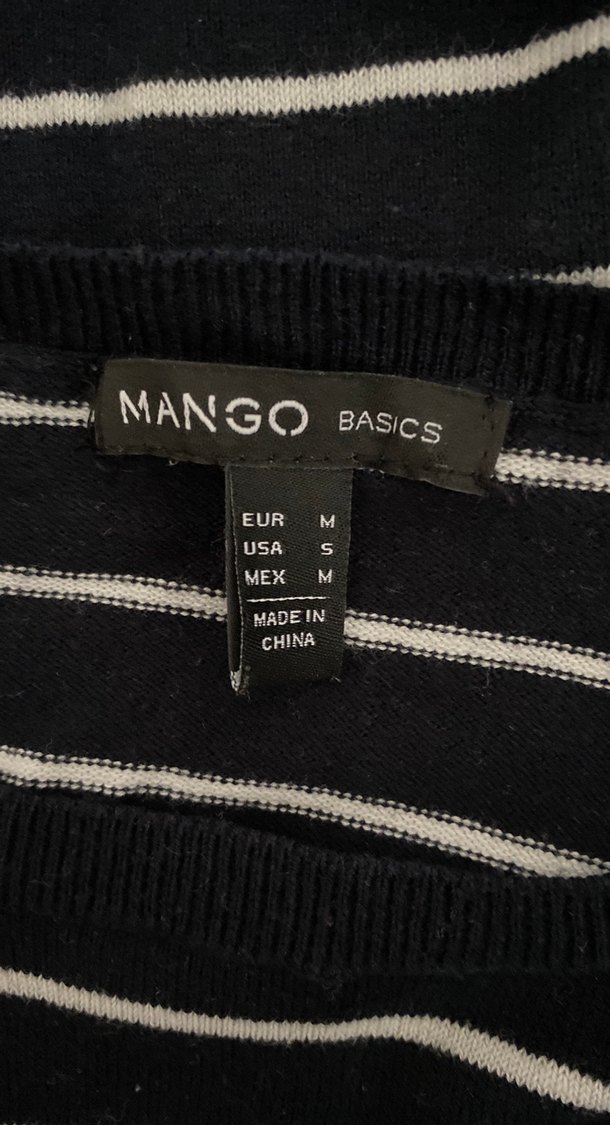 MANGO BASICS
EUR M
USA S
MEX M
MADE IN
CHINA